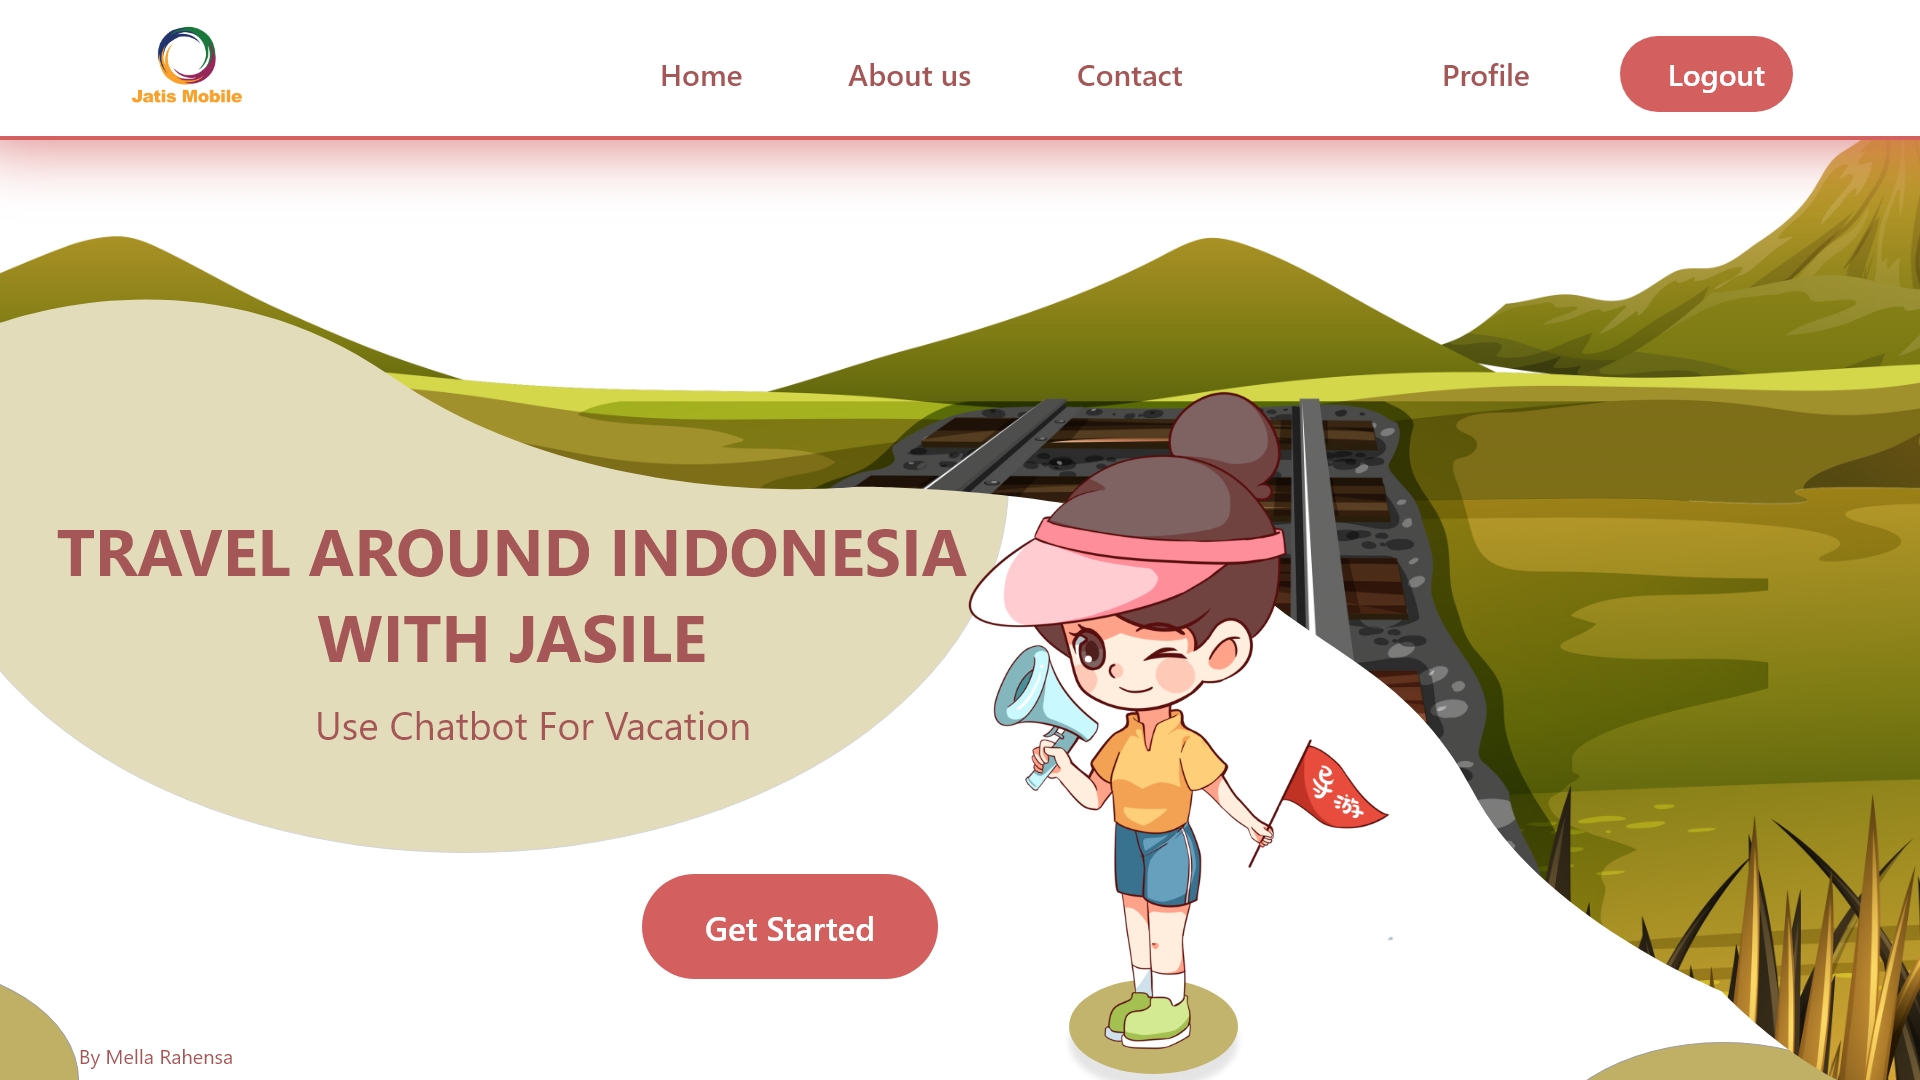 Jatis Mobile
Home
About us
Contact
Profile
Logout
TRAVEL AROUND INDONESIA
WITH JASILE
Use Chatbot For Vacation
游
Get Started
By Mella Rahensa